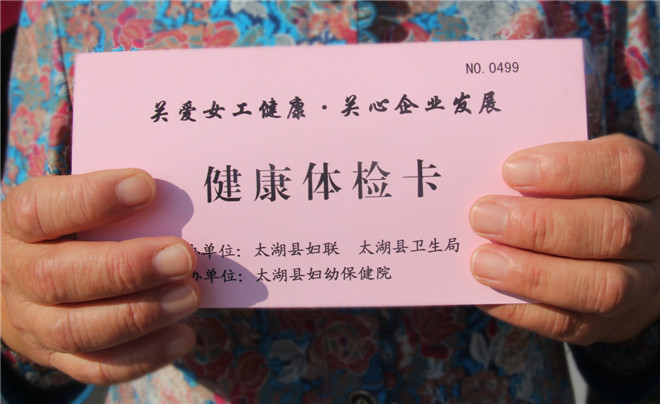 NO.0499
关爱女工健康·关心企业发展
健康体检卡
办单位：太湖县妇联 太湖县卫生局
办单位：太湖县妇幼保健院